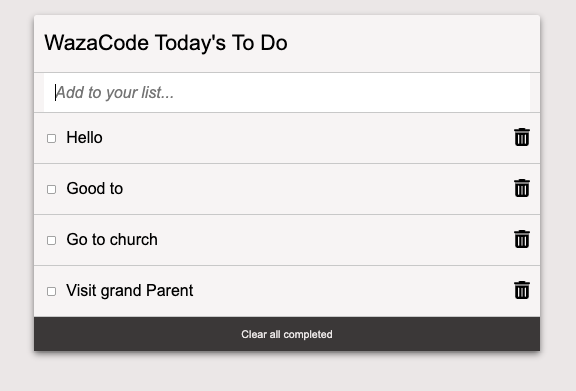 WazaCode Today's To Do
Add to your list...
Hello
Good to
Go to church
Visit grand Parent
Clear all completed